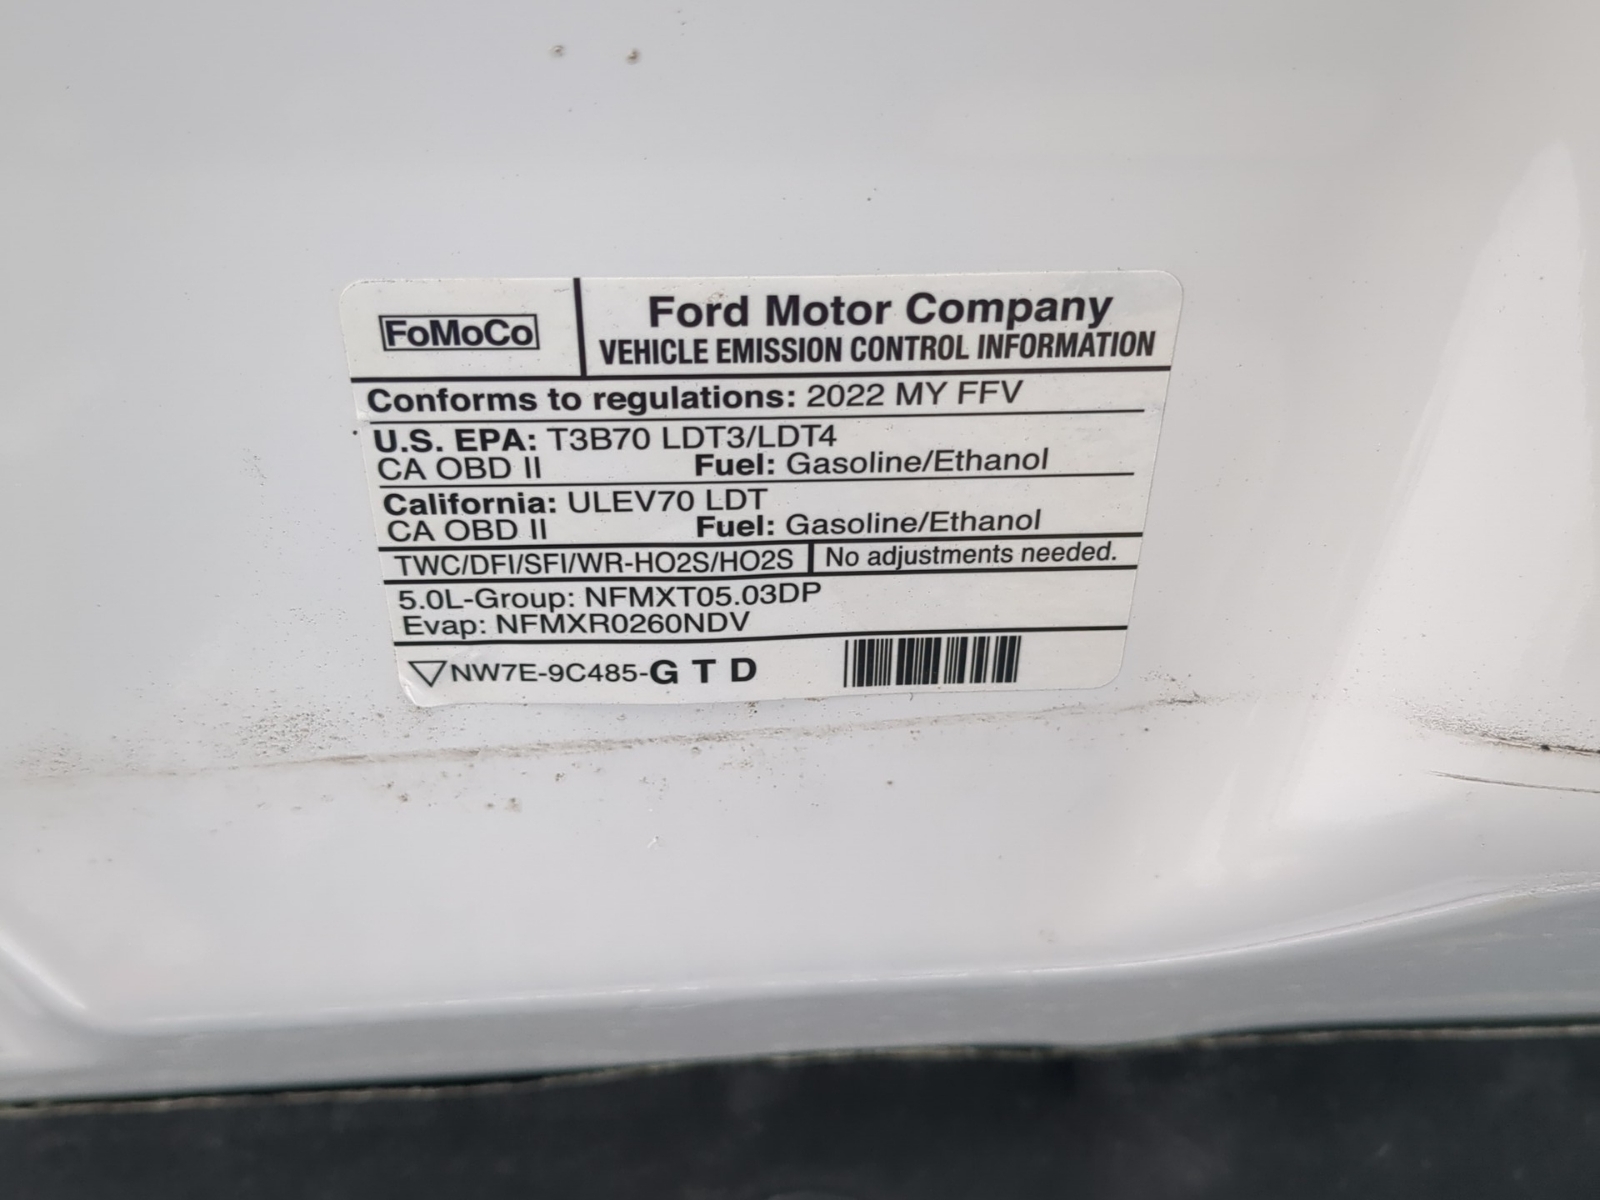 FoMoCo
Ford Motor Company
VEHICLE EMISSION CONTROL INFORMATION
Conforms to regulations: 2022 MY FFV
U.S. EPA: T3B70 LDT3/LDT4
CA OBD II Fuel: Gasoline/Ethanol
California: ULEV70 LDT
CA OBD II Fuel: Gasoline/Ethanol
TWC/DFI/SFI/WR-HO2S/HO2S No adjustments needed.
5.0L-Group: NFMXT05.03DP
Evap: NFMXR0260NDV
NW7E-9C485-G T D